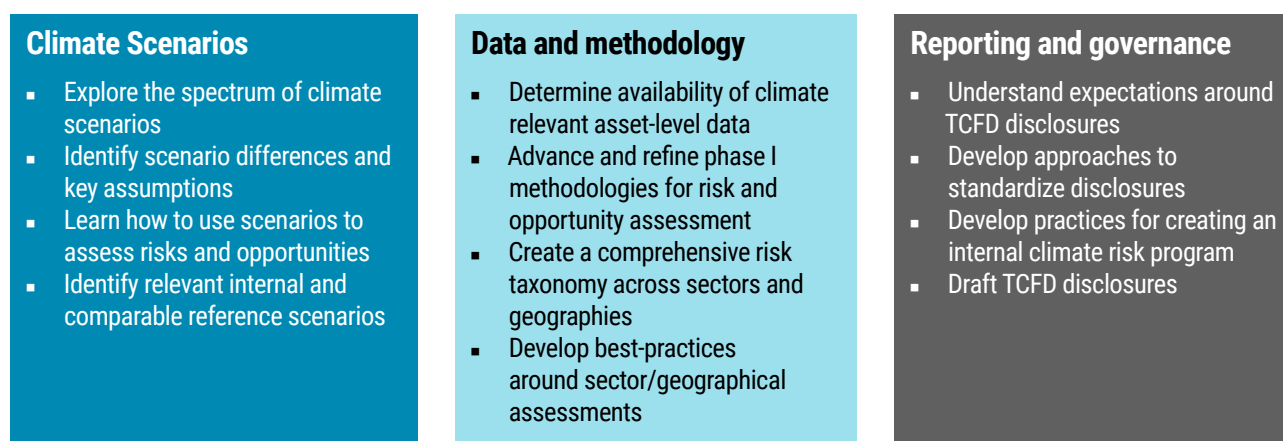 Climate Scenarios
▪ Explore the spectrum of climate
scenarios
▪ Identify scenario differences and
key assumptions
▪ Learn how to use scenarios to
assess risks and opportunities
▪ Identify relevant internal and
comparable reference scenarios
Data and methodology
▪ Determine availability of climate
relevant asset-level data
▪ Advance and refine phase I
methodologies for risk and
opportunity assessment
▪ Create a comprehensive risk
taxonomy across sectors and
geographies
▪ Develop best-practices
around sector/geographical
assessments
Reporting and governance
▪ Understand expectations around
TCFD disclosures
▪ Develop approaches to
standardize disclosures
▪ Develop practices for creating an
internal climate risk program
▪ Draft TCFD disclosures